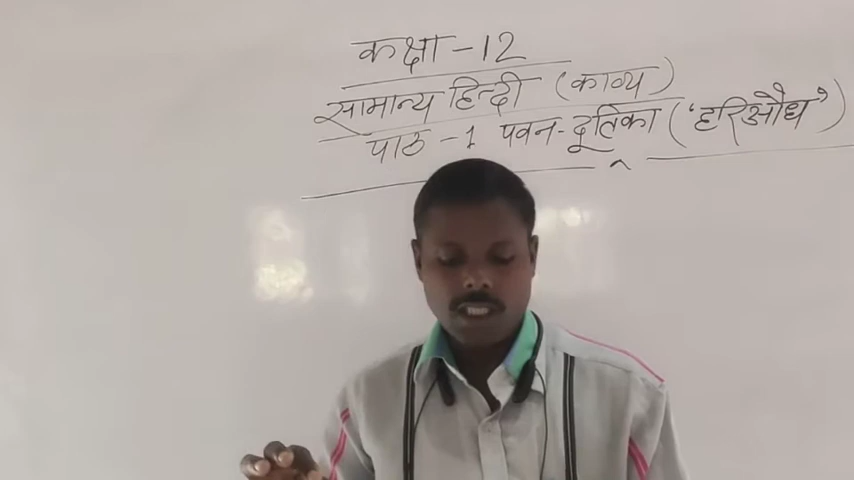 कक्षा - 12
सामान्य हिन्दी (काव्य)
पाठ - 1 पवन-दूतिका ('हरिऔध')